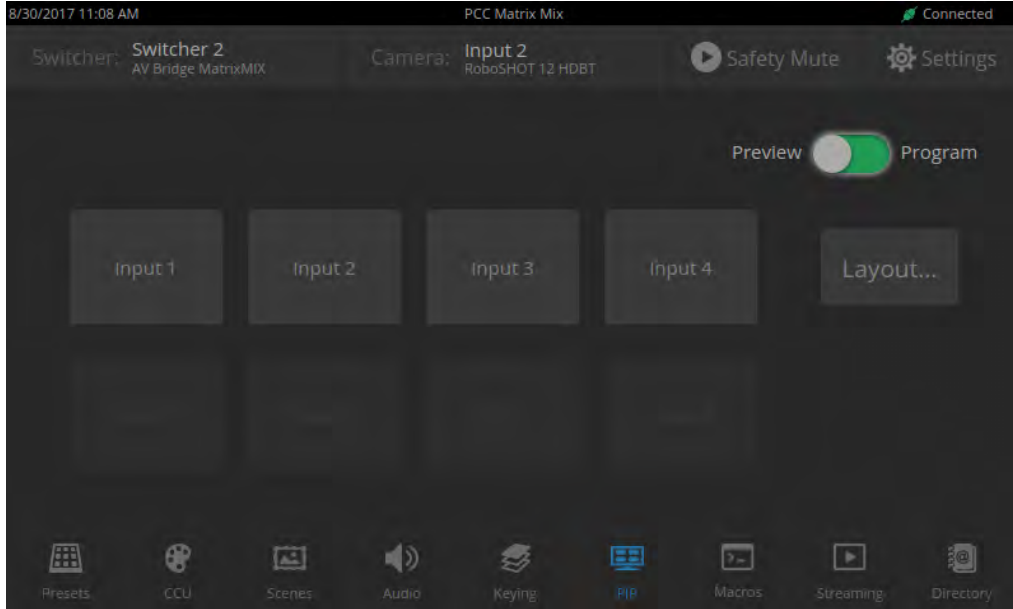 8/30/2017 11:08 AM PCC Matrix Mix Connected
Switcher: Switcher 2 Camera: Input 2 Safety Mute Settings
AV Bridge MatrixMIX RoboSHOT 12 HDBT
Preview Program
Input 1 Input 2 Input 3 Input 4 Layout...
Presets CCU Scenes Audio Keying PIP Macros Streaming Directory